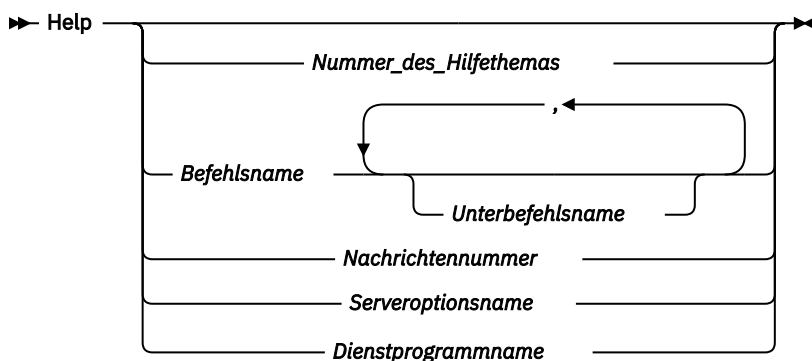 Help
Nummer_des_Hilfethemas
,
Befehlsname
Unterbefehlsname
Nachrichtennummer
Serveroptionsname
Dienstprogrammname